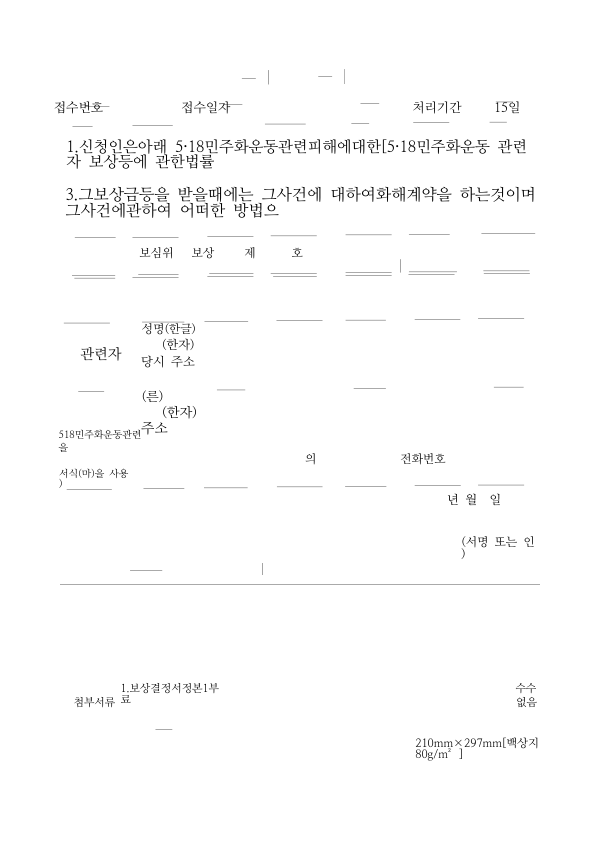 접수번호 접수일자 처리기간 15일
1.신청인은아래 5·18민주화운동관련피해에대한[5·18민주화운동 관련
자 보상등에 관한법률
3.그보상금등을 받을때에는 그사건에 대하여화해계약을 하는것이며
그사건에관하여 어떠한 방법으
보심위 보상 제 호
성명(한글)
(한자)
관련자
당시 주소
(른)
(한자)
주소
518민주화운동관련
을
의 전화번호
서식(마)을 사용
)
년 월 일
(서명 또는 인
)
1.보상결정서정본1부
료
첨부서류
수수
없음
210mm×297mm[백상지
80g/m² ]